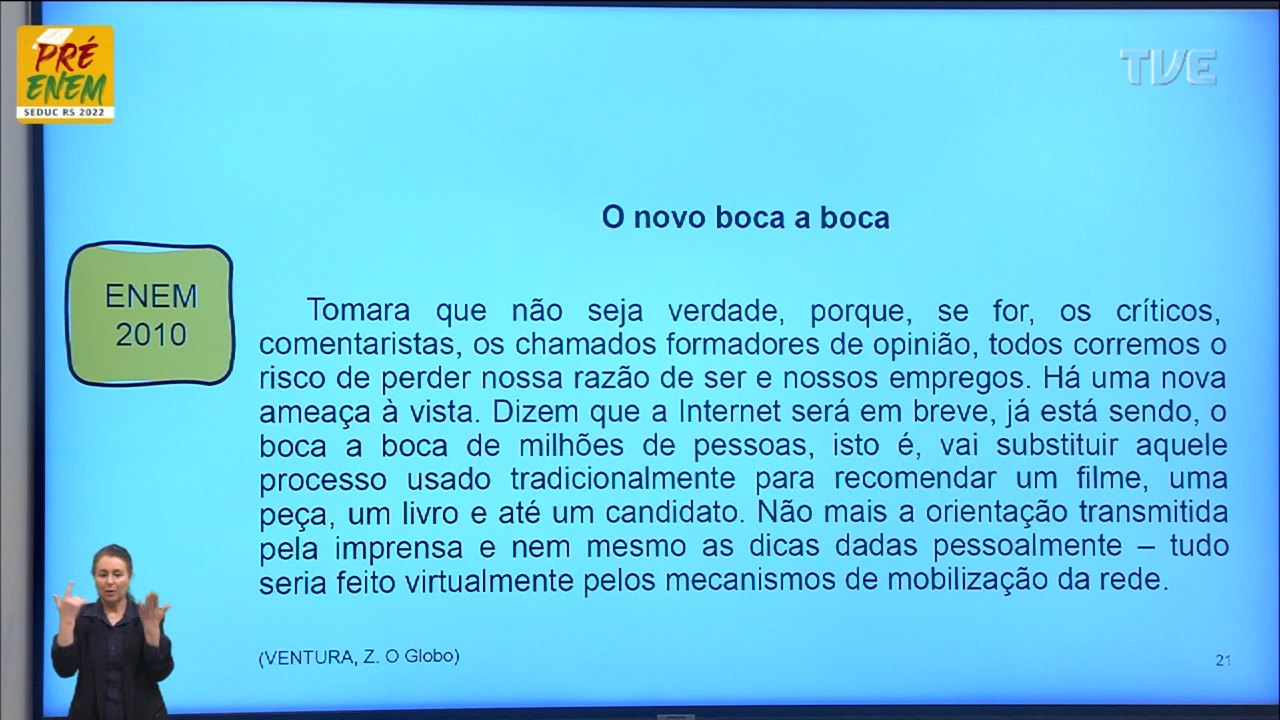 PRÉ
ENEM
SEDUC RS 2022
TVE
O novo boca a boca
ENEM
2010
Tomara que não seja verdade, porque, se for, os críticos,
comentaristas, os chamados formadores de opinião, todos corremos o
risco de perder nossa razão de ser e nossos empregos. Há uma nova
ameaça à vista. Dizem que a Internet será em breve, já está sendo, o
boca a boca de milhões de pessoas, isto é, vai substituir aquele
processo usado tradicionalmente para recomendar um filme, uma
peça, um livro e até um candidato. Não mais a orientação transmitida
pela imprensa e nem mesmo as dicas dadas pessoalmente – tudo
seria feito virtualmente pelos mecanismos de mobilização da rede.
(VENTURA, Z. O Globo)
21